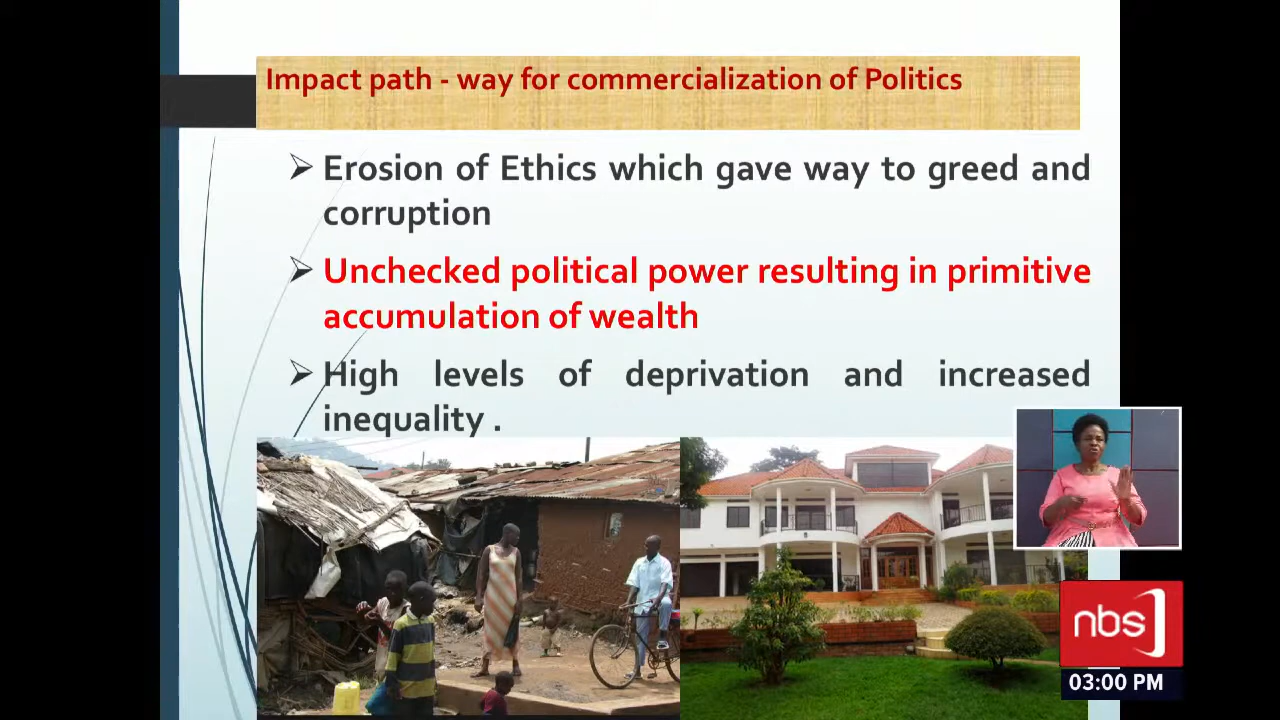 Impact path - way for commercialization of Politics
Erosion of Ethics which gave way to greed and
corruption
Unchecked political power resulting in primitive
accumulation of wealth
High levels of deprivation and increased
inequality .
nbs
03:00 PM